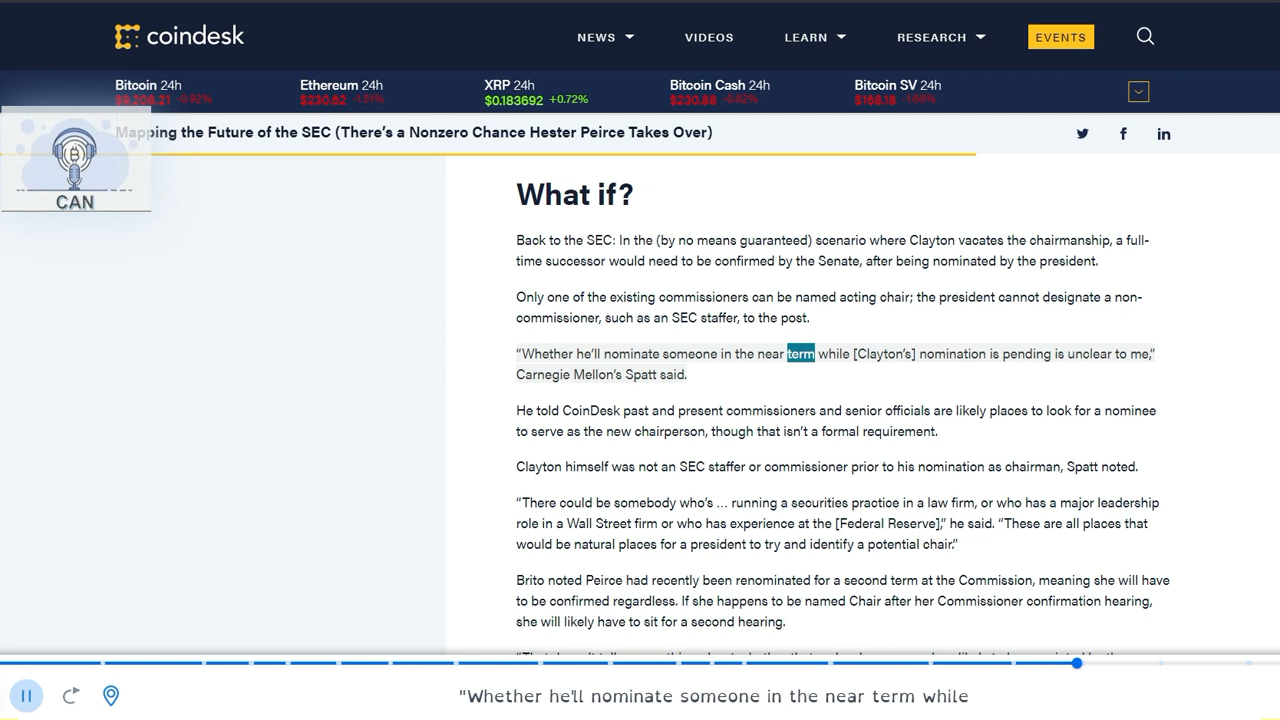 coindesk
NEWS VIDEOS LEARN RESEARCH EVENTS
Bitcoin 24h Ethereum 24h XRP 24h Bitcoin Cash 24h Bitcoin SV 24h
$9,208.21 -0.92% $230.62 -1.51% $0.183692 +0.72% $230.88 -0.62% $168.18 -1.68%
Mapping the Future of the SEC (There’s a Nonzero Chance Hester Peirce Takes Over)
CAN
What if?
Back to the SEC: In the (by no means guaranteed) scenario where Clayton vacates the chairmanship, a full-
time successor would need to be confirmed by the Senate, after being nominated by the president.
Only one of the existing commissioners can be named acting chair; the president cannot designate a non-
commissioner, such as an SEC staffer, to the post.
“Whether he’ll nominate someone in the near term while [Clayton’s] nomination is pending is unclear to me,”
Carnegie Mellon’s Spatt said.
He told CoinDesk past and present commissioners and senior officials are likely places to look for a nominee
to serve as the new chairperson, though that isn’t a formal requirement.
Clayton himself was not an SEC staffer or commissioner prior to his nomination as chairman, Spatt noted.
“There could be somebody who’s … running a securities practice in a law firm, or who has a major leadership
role in a Wall Street firm or who has experience at the [Federal Reserve],” he said. “These are all places that
would be natural places for a president to try and identify a potential chair.”
Brito noted Peirce had recently been renominated for a second term at the Commission, meaning she will have
to be confirmed regardless. If she happens to be named Chair after her Commissioner confirmation hearing,
she will likely have to sit for a second hearing.
"Whether he'll nominate someone in the near term while